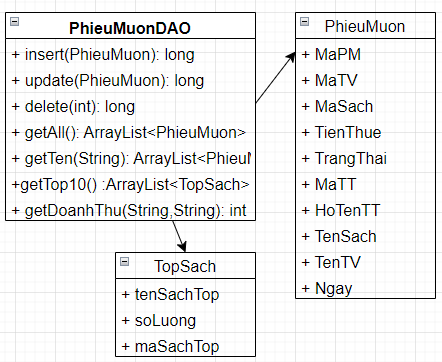 PhieuMuonDAO
+ insert(PhieuMuon): long
+ update(PhieuMuon): long
+ delete(int): long
+ getAll(): ArrayList<PhieuMuon>
+ getTen(String): ArrayList<PhieuM
+getTop10() :ArrayList<TopSach>
+ getDoanhThu(String,String): int
PhieuMuon
+ MaPM
+ MaTV
+ MaSach
+ TienThue
+ TrangThai
+ MaTT
+ HoTenTT
+ TenSach
+ TenTV
+ Ngay
TopSach
+ tenSachTop
+ soLuong
+ maSachTop